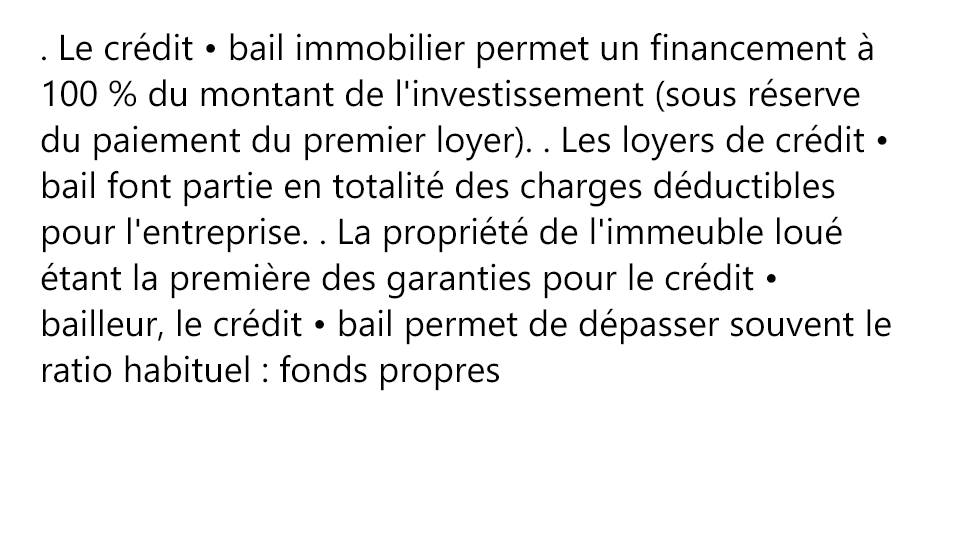 . Le crédit • bail immobilier permet un financement à
100 % du montant de l'investissement (sous réserve
du paiement du premier loyer). . Les loyers de crédit •
bail font partie en totalité des charges déductibles
pour l'entreprise. . La propriété de l'immeuble loué
étant la première des garanties pour le crédit •
bailleur, le crédit • bail permet de dépasser souvent le
ratio habituel : fonds propres